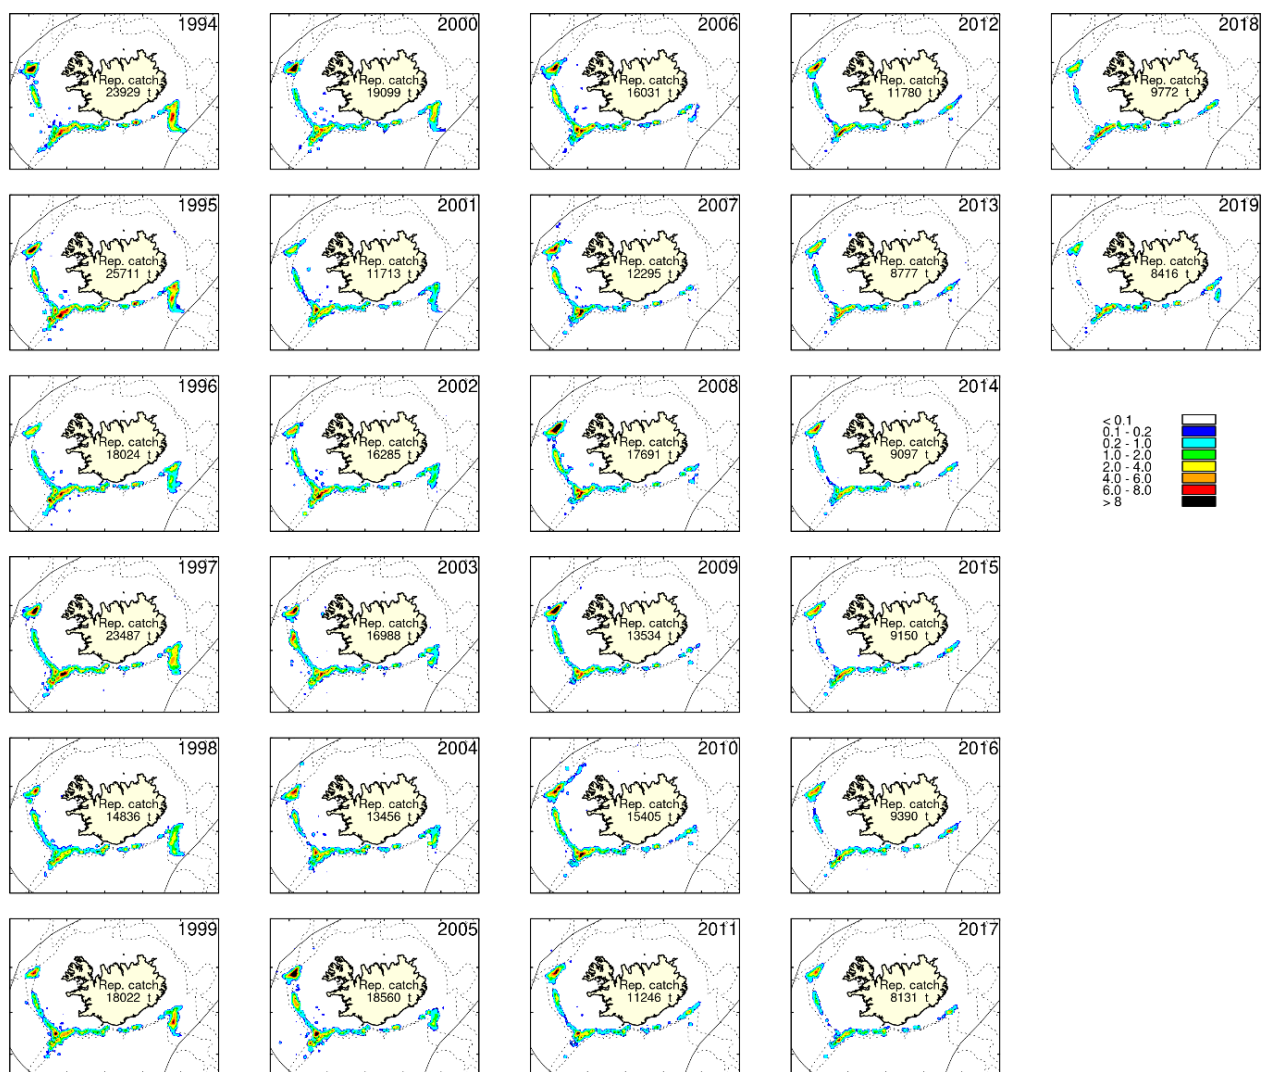 1994
Rep. catch
23929 t
2000
Rep. catch
19099 t
2006
Rep. catch
16031 t
2012
Rep. catch
11780 t
2018
Rep. catch
9772 t
1995
Rep. catch
25711 t
2001
Rep. catch
11713 t
2007
Rep. catch
12295 t
2013
Rep. catch
8777 t
2019
Rep. catch
8416 t
1996
Rep. catch
18024 t
2002
Rep. catch
16285 t
2008
Rep. catch
17691 t
2014
Rep. catch
9097 t
< 0.1
0.1 - 0.2
0.2 - 1.0
1.0 - 2.0
2.0 - 4.0
4.0 - 6.0
6.0 - 8.0
> 8
1997
Rep. catch
23487 t
2003
Rep. catch
16988 t
2009
Rep. catch
13534 t
2015
Rep. catch
9150 t
1998
Rep. catch
14836 t
2004
Rep. catch
13456 t
2010
Rep. catch
15405 t
2016
Rep. catch
9390 t
1999
Rep. catch
18022 t
2005
Rep. catch
18560 t
2011
Rep. catch
11246 t
2017
Rep. catch
8131 t